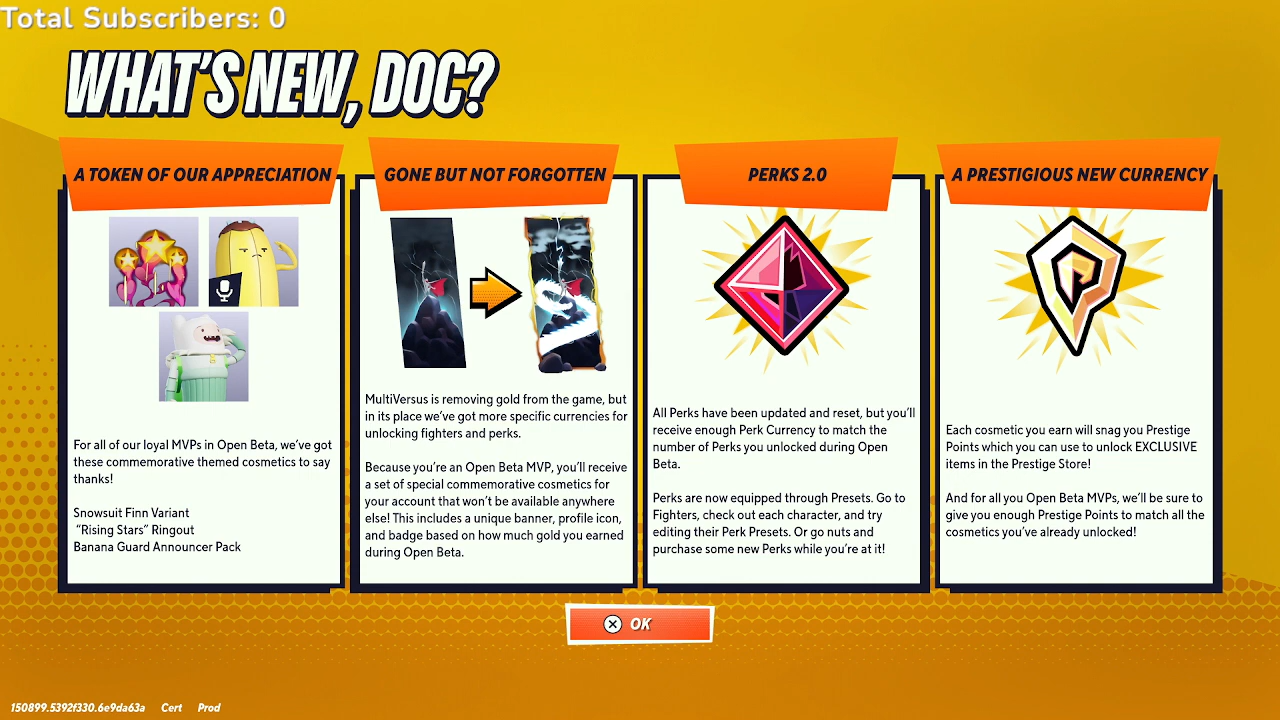 Total Subscribers: 0
WHAT'S NEW, DOC?
A TOKEN OF OUR APPRECIATION
For all of our loyal MVPs in Open Beta, we've got
these commemorative themed cosmetics to say
thanks!
Snowsuit Finn Variant
"Rising Stars" Ringout
Banana Guard Announcer Pack
GONE BUT NOT FORGOTTEN
MultiVersus is removing gold from the game, but
in its place we've got more specific currencies for
unlocking fighters and perks.
Because you're an Open Beta MVP, you'll receive
a set of special commemorative cosmetics for
your account that won't be available anywhere
else! This includes a unique banner, profile icon,
and badge based on how much gold you earned
during Open Beta.
PERKS 2.0
All Perks have been updated and reset, but you'll
receive enough Perk Currency to match the
number of Perks you unlocked during Open
Beta.
Perks are now equipped through Presets. Go to
Fighters, check out each character, and try
editing their Perk Presets. Or go nuts and
purchase some new Perks while you're at it!
A PRESTIGIOUS NEW CURRENCY
P
Each cosmetic you earn will snag you Prestige
Points which you can use to unlock EXCLUSIVE
items in the Prestige Store!
And for all you Open Beta MVPs, we'll be sure to
give you enough Prestige Points to match all the
cosmetics you've already unlocked!
OK
150899.5392f330.6e9da63a Cert Prod